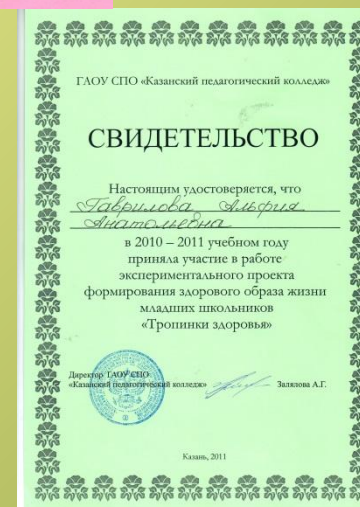 ГАОУ СПО «Казанский педагогический колледж»
СВИДЕТЕЛЬСТВО
Настоящим удостоверяется, что
Гаврилова Альфия
Анатольевна
в 2010 – 2011 учебном году
приняла участие в работе
экспериментального проекта
формирования здорового образа жизни
младших школьников
«Тропинки здоровья»
Директор ГАОУ СПО
«Казанский педагогический колледж» Залялова А.Г.
Казань, 2011